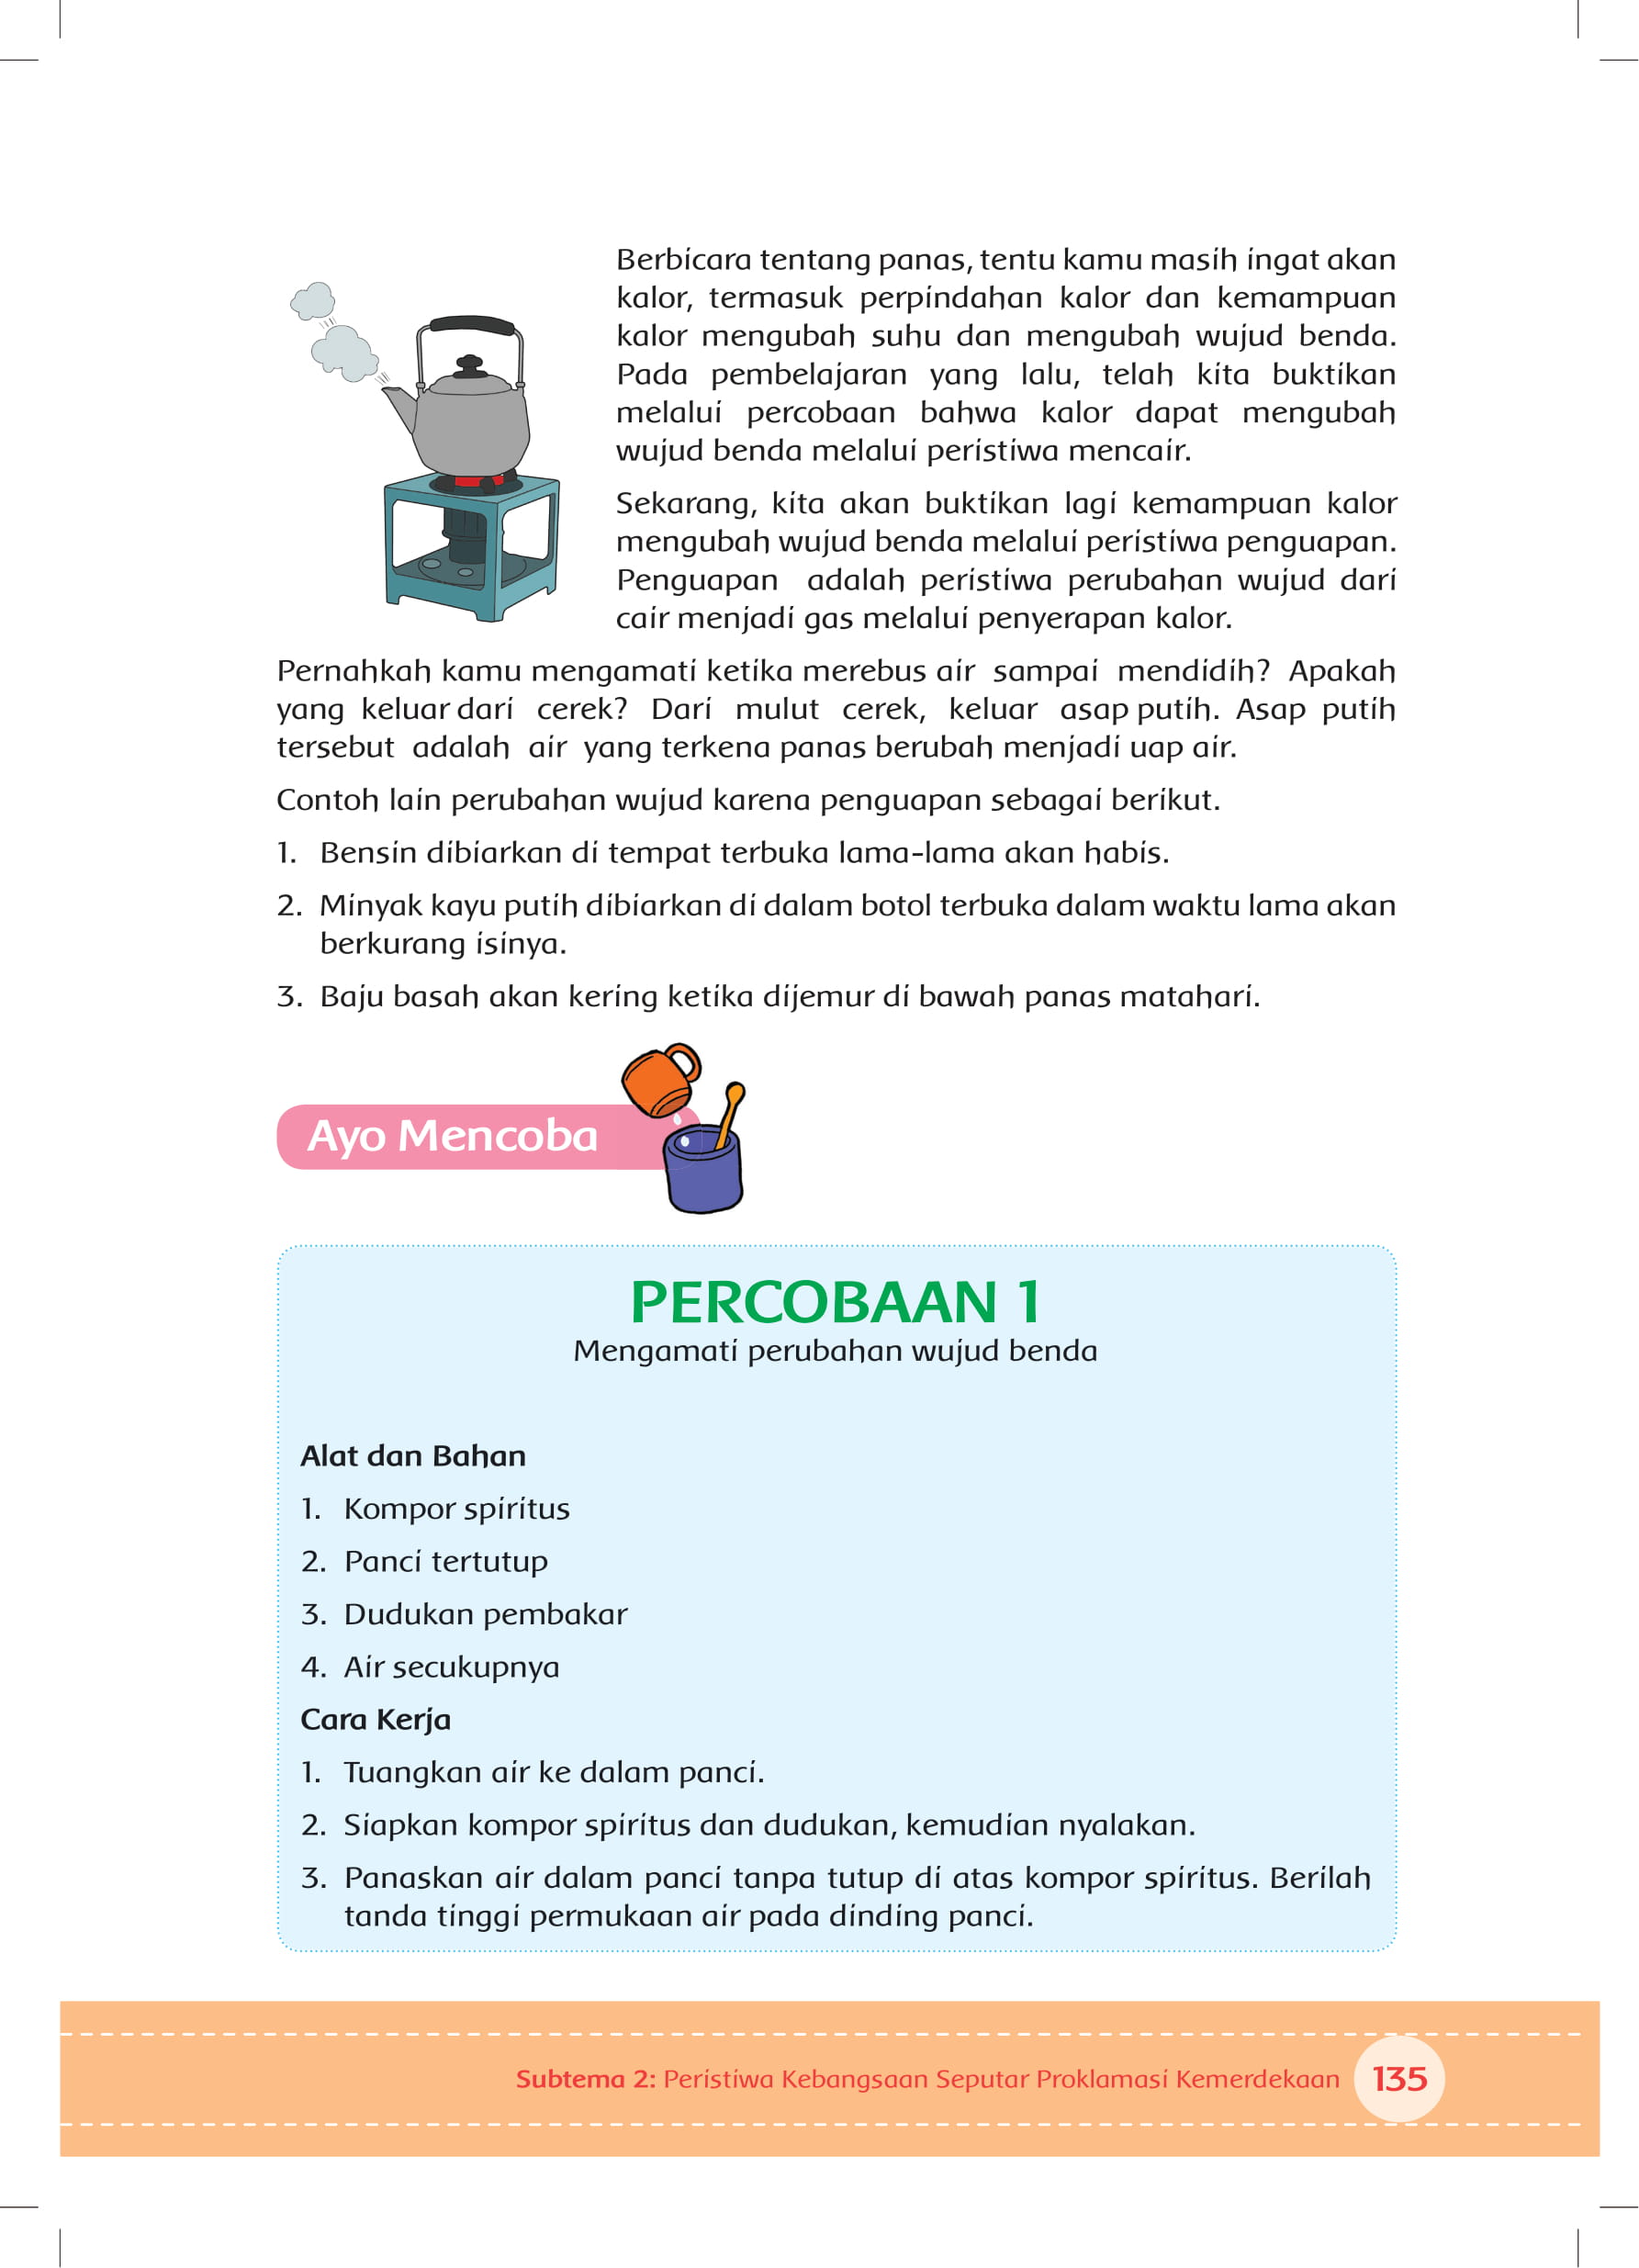 Berbicara tentang panas, tentu kamu masih ingat akan
kalor, termasuk perpindahan kalor dan kemampuan
kalor mengubah suhu dan mengubah wujud benda.
Pada pembelajaran yang lalu, telah kita buktikan
melalui percobaan bahwa kalor dapat mengubah
wujud benda melalui peristiwa mencair.
Sekarang, kita akan buktikan lagi kemampuan kalor
mengubah wujud benda melalui peristiwa penguapan.
Penguapan adalah peristiwa perubahan wujud dari
cair menjadi gas melalui penyerapan kalor.
Pernahkah kamu mengamati ketika merebus air sampai mendidih? Apakah
yang keluar dari cerek? Dari mulut cerek, keluar asap putih. Asap putih
tersebut adalah air yang terkena panas berubah menjadi uap air.
Contoh lain perubahan wujud karena penguapan sebagai berikut.
1. Bensin dibiarkan di tempat terbuka lama-lama akan habis.
2. Minyak kayu putih dibiarkan di dalam botol terbuka dalam waktu lama akan
berkurang isinya.
3. Baju basah akan kering ketika dijemur di bawah panas matahari.
Ayo Mencoba
PERCOBAAN 1
Mengamati perubahan wujud benda
Alat dan Bahan
1. Kompor spiritus
2. Panci tertutup
3. Dudukan pembakar
4. Air secukupnya
Cara Kerja
1. Tuangkan air ke dalam panci.
2. Siapkan kompor spiritus dan dudukan, kemudian nyalakan.
3. Panaskan air dalam panci tanpa tutup di atas kompor spiritus. Berilah
tanda tinggi permukaan air pada dinding panci.
Subtema 2: Peristiwa Kebangsaan Seputar Proklamasi Kemerdekaan 135